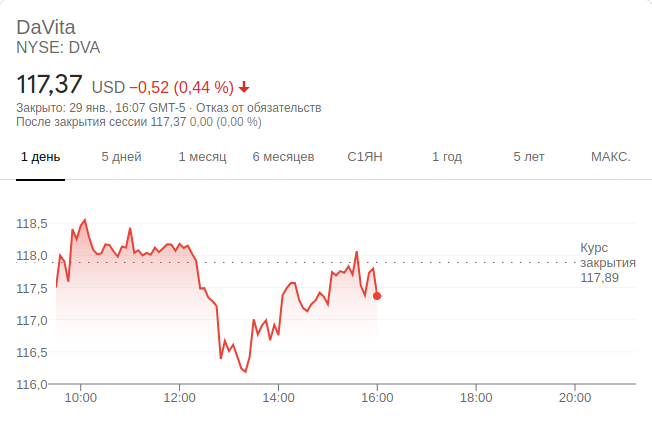 DaVita
NYSE: DVA
117,37 USD −0,52 (0,44 %)
Закрыто: 29 янв., 16:07 GMT-5 · Отказ от обязательств
После закрытия сессии 117,37 0,00 (0,00 %)
1 день 5 дней 1 месяц 6 месяцев С1ЯН 1 год 5 лет МАКС.
118,5
118,0
117,5
117,0
116,5
116,0
Курс
закрытия
117,89
10:00 12:00 14:00 16:00 18:00 20:00